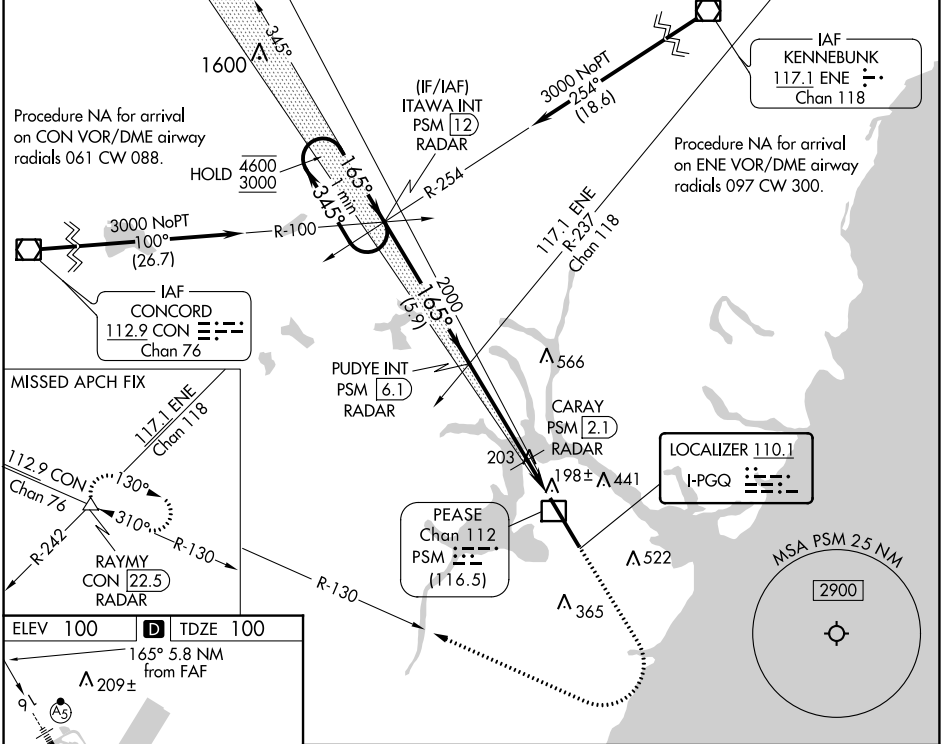 345°
1600
Procedure NA for arrival
on CON VOR/DME airway
radials 061 CW 088.
HOLD 4600
3000
165°
1 min
345°
(IF/IAF)
ITAWA INT
PSM 12
RADAR
3000 NoPT
254°
(18.6)
R-254
IAF
KENNEBUNK
117.1 ENE
Chan 118
Procedure NA for arrival
on ENE VOR/DME airway
radials 097 CW 300.
3000 NoPT
100°
(26.7)
R-100
117.1 ENE
R-237
Chan 118
IAF
CONCORD
112.9 CON
Chan 76
2000
165°
(5.9)
PUDYE INT
PSM 6.1
RADAR
566
CARAY
PSM 2.1
RADAR
203
198±
441
LOCALIZER 110.1
I-PGQ
PEASE
Chan 112
PSM
(116.5)
522
365
R-130
MISSED APCH FIX
117.1 ENE
Chan 118
112.9 CON
Chan 76
130°
310°
R-242
R-130
RAYMY
CON 22.5
RADAR
MSA PSM 25 NM
2900
ELEV 100 D TDZE 100
165° 5.8 NM
from FAF
209±
A5
16